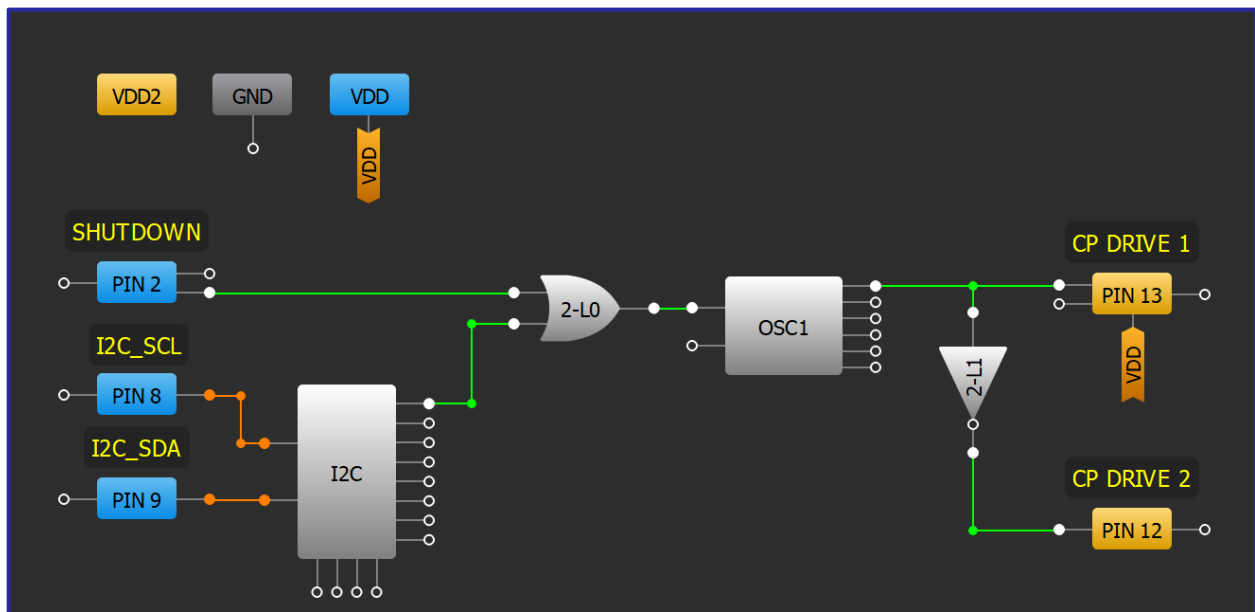 VDD2
GND
VDD
VDD
SHUTDOWN
PIN 2
I2C_SCL
PIN 8
I2C_SDA
PIN 9
I2C
2-L0
OSC1
2-L1
CP DRIVE 1
PIN 13
VDD
CP DRIVE 2
PIN 12